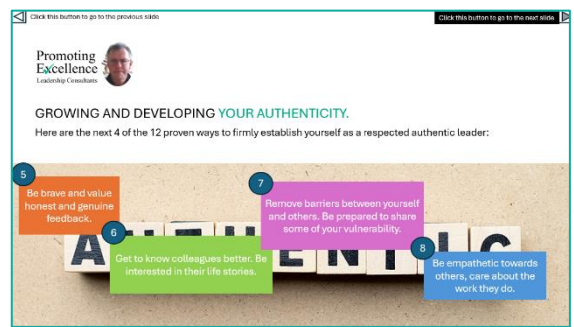 Click this button to go to the previous slide
Click this button to go to the next slide
Promoting
Excellence
Leadership Consultants
GROWING AND DEVELOPING YOUR AUTHENTICITY.
Here are the next 4 of the 12 proven ways to firmly establish yourself as a respected authentic leader:
5
Be brave and value
honest and genuine
feedback.
6
Get to know colleagues better. Be
interested in their life stories.
7
Remove barriers between yourself
and others. Be prepared to share
some of your vulnerability.
8
Be empathetic towards
others, care about the
work they do.